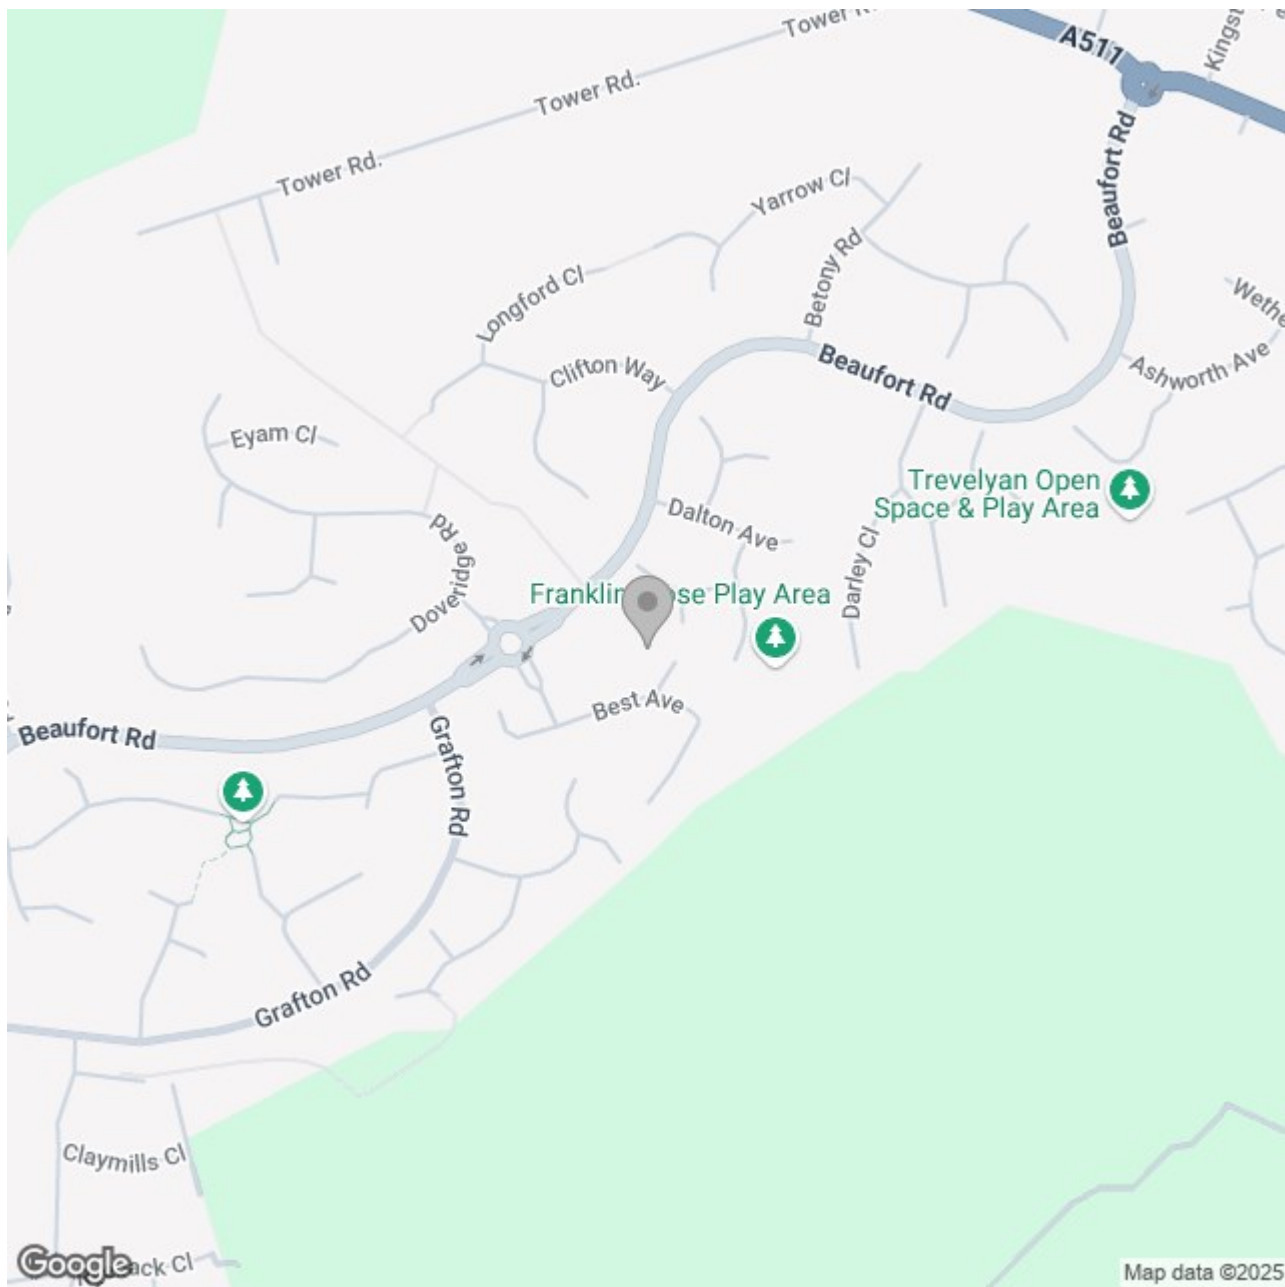 Tower Rd.
A511
Kingst
Tower Rd.
Tower Rd.
Beaufort Rd
Yarrow Cl
Betony Rd
Longford Cl
Clifton Way
Beaufort Rd
Ashworth Ave
Eyam Cl
Trevelyan Open
Space & Play Area
Dalton Ave
Doveridge Rd
Darley Cl
Play Area
Best Ave
Beaufort Rd
Grafton Rd
Grafton Rd
Claymills Cl
Google
Map data ©2025